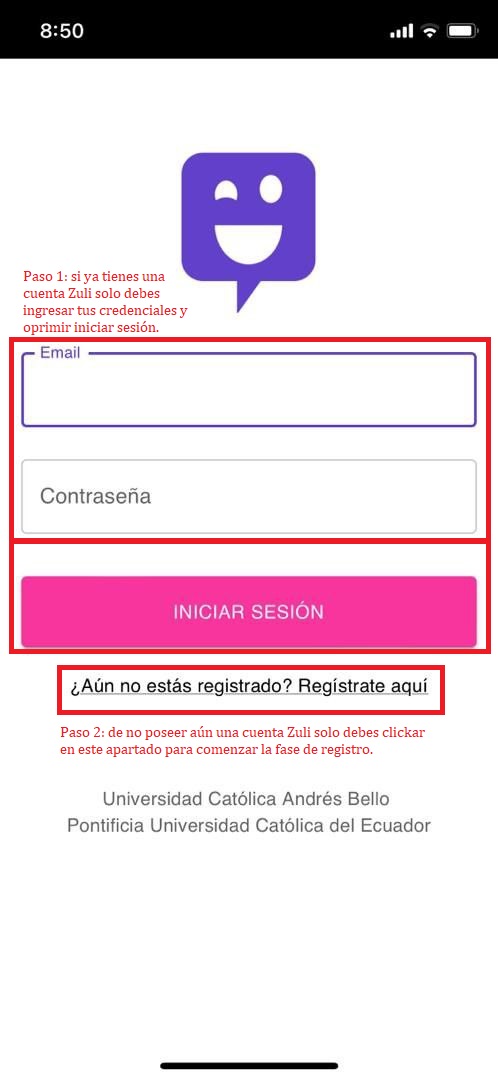 8:50
Paso 1: si ya tienes una
cuenta Zuli solo debes
ingresar tus credenciales y
oprimir iniciar sesión.
Email
Contraseña
INICIAR SESIÓN
¿Aún no estás registrado? Regístrate aquí
Paso 2: de no poseer aún una cuenta Zuli solo debes clickar
en este apartado para comenzar la fase de registro.
Universidad Católica Andrés Bello
Pontificia Universidad Católica del Ecuador